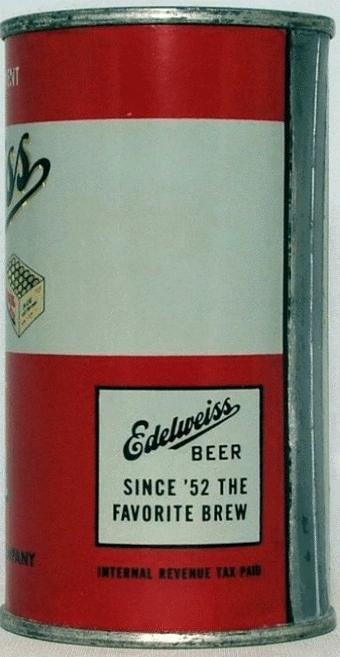 Edelweiss
BEER
SINCE '52 THE
FAVORITE BREW
INTERNAL REVENUE TAX PAID